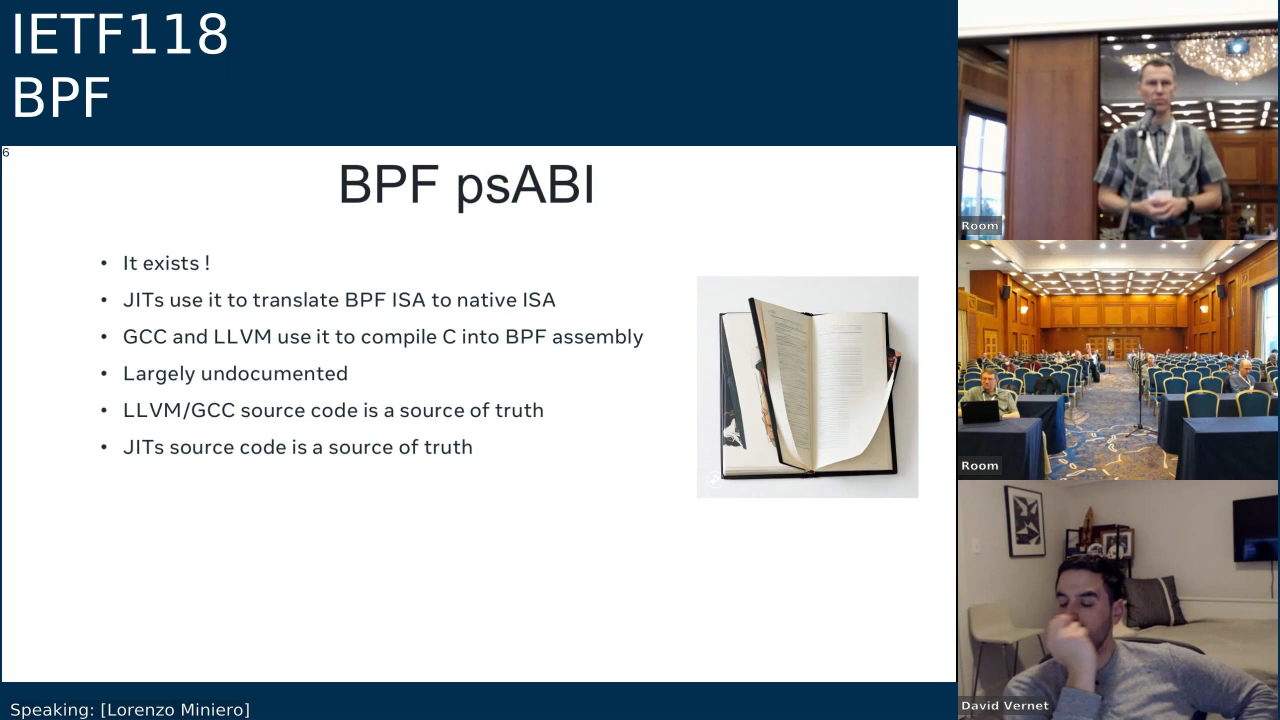 IETF118
BPF
6
BPF psABI
• It exists !
• JITs use it to translate BPF ISA to native ISA
• GCC and LLVM use it to compile C into BPF assembly
• Largely undocumented
• LLVM/GCC source code is a source of truth
• JITs source code is a source of truth
Speaking: [Lorenzo Miniero]
Room
Room
David Vernet